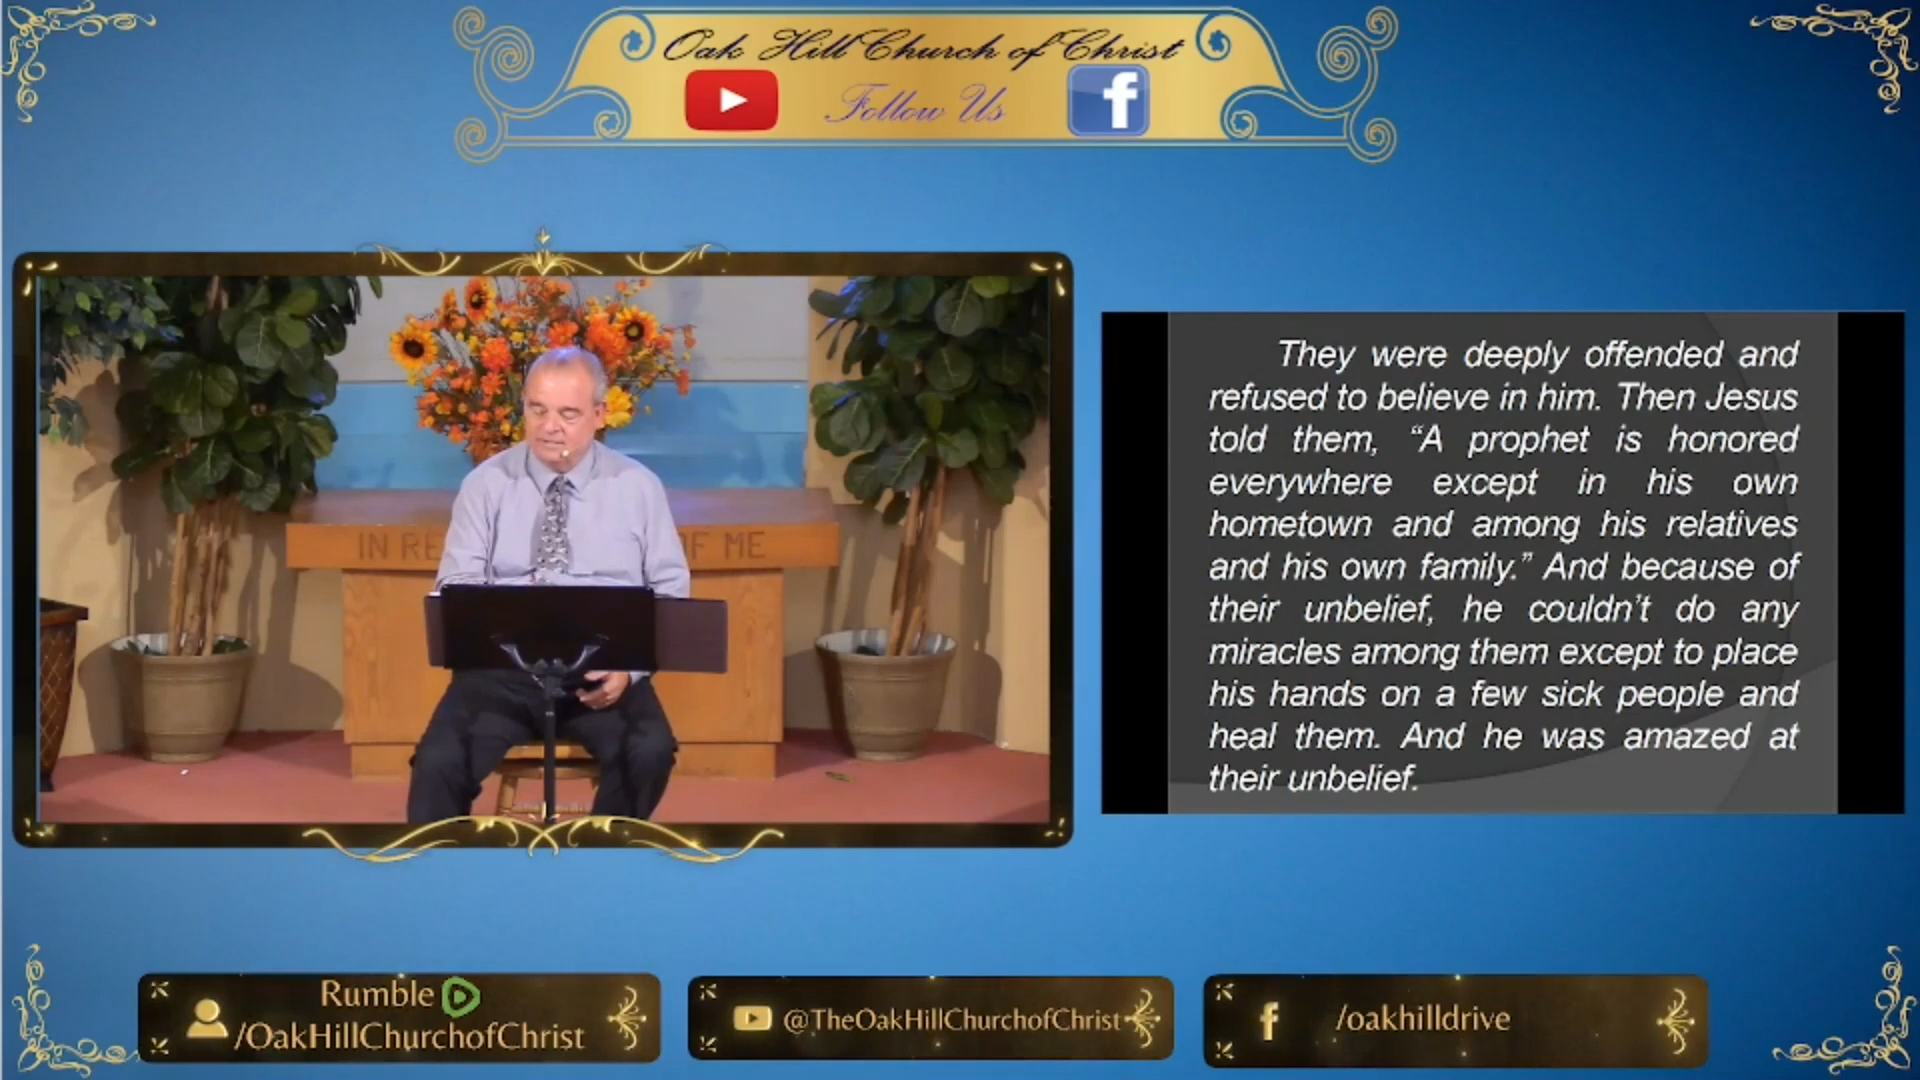 Oak Hill Church of Christ
Follow Us
IN RE OF ME
They were deeply offended and
refused to believe in him. Then Jesus
told them, “A prophet is honored
everywhere except in his own
hometown and among his relatives
and his own family.” And because of
their unbelief, he couldn’t do any
miracles among them except to place
his hands on a few sick people and
heal them. And he was amazed at
their unbelief.
Rumble
/OakHillChurchofChrist
@TheOakHillChurchofChrist
/oakhilldrive